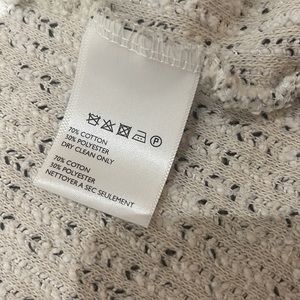 P
70% COTTON
30% POLYESTER
DRY CLEAN ONLY
70% COTON
30% POLYESTER
NETTOYER A SEC SEULEMENT